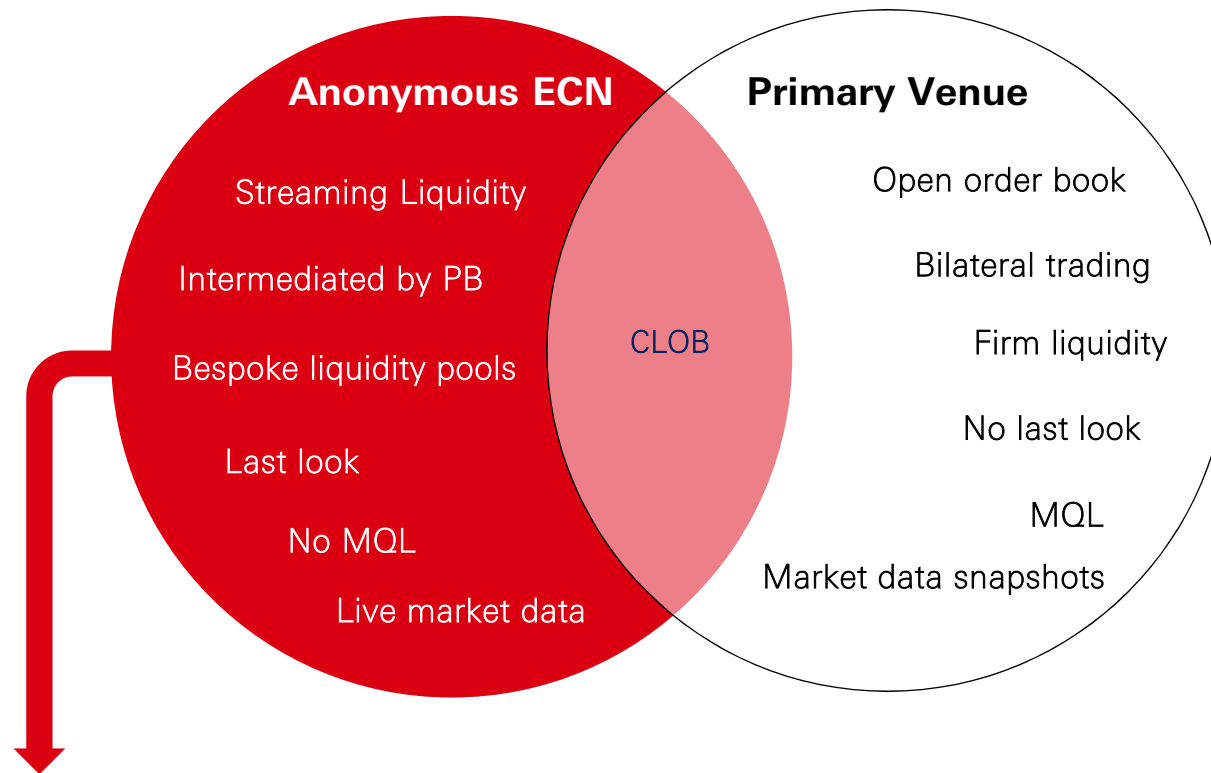 Anonymous ECN
Streaming Liquidity
Intermediated by PB
Bespoke liquidity pools
Last look
No MQL
Live market data
CLOB
Primary Venue
Open order book
Bilateral trading
Firm liquidity
No last look
MQL
Market data snapshots